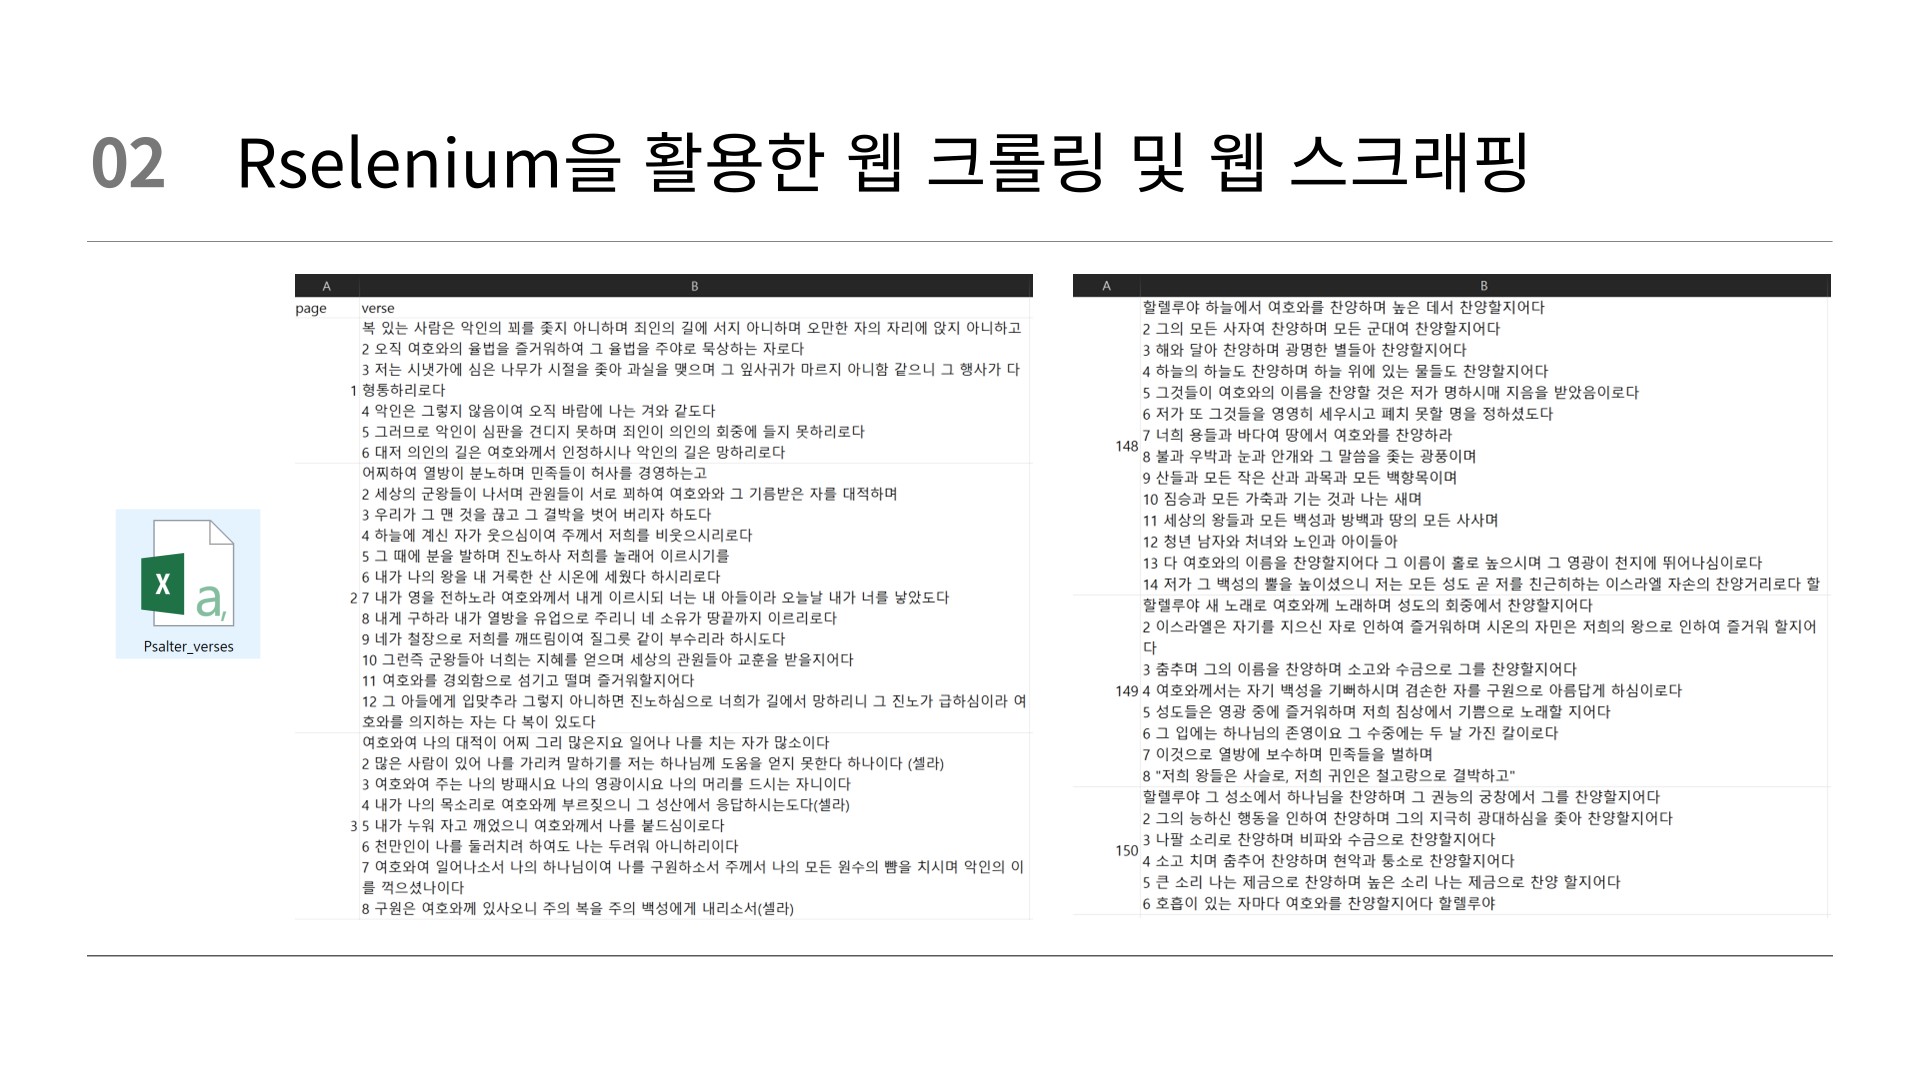 02 Rselenium을 활용한 웹 크롤링 및 웹 스크래핑
Psalter_verses
A B
page verse
복 있는 사람은 악인의 꾀를 좇지 아니하며 죄인의 길에 서지 아니하며 오만한 자의 자리에 앉지 아니하고
2 오직 여호와의 율법을 즐거워하여 그 율법을 주야로 묵상하는 자로다
3 저는 시냇가에 심은 나무가 시절을 좇아 과실을 맺으며 그 잎사귀가 마르지 아니함 같으니 그 행사가 다
1 형통하리로다
4 악인은 그렇지 않음이여 오직 바람에 나는 겨와 같도다
5 그러므로 악인이 심판을 견디지 못하며 죄인이 의인의 회중에 들지 못하리로다
6 대저 의인의 길은 여호와께서 인정하시나 악인의 길은 망하리로다
어찌하여 열방이 분노하며 민족들이 허사를 경영하는고
2 세상의 군왕들이 나서며 관원들이 서로 꾀하여 여호와와 그 기름받은 자를 대적하며
3 우리가 그 맨 것을 끊고 그 결박을 벗어 버리자 하도다
4 하늘에 계신 자가 웃으심이여 주께서 저희를 비웃으시리로다
5 그 때에 분을 발하며 진노하사 저희를 놀래어 이르시기를
6 내가 나의 왕을 내 거룩한 산 시온에 세웠다 하시리로다
2 7 내가 영을 전하노라 여호와께서 내게 이르시되 너는 내 아들이라 오늘날 내가 너를 낳았도다
8 내게 구하라 내가 열방을 유업으로 주리니 네 소유가 땅끝까지 이르리로다
9 네가 철장으로 저희를 깨뜨림이여 질그릇 같이 부수리라 하시도다
10 그런즉 군왕들아 너희는 지혜를 얻으며 세상의 관원들아 교훈을 받을지어다
11 여호와를 경외함으로 섬기고 떨며 즐거워할지어다
12 그 아들에게 입맞추라 그렇지 아니하면 진노하심으로 너희가 길에서 망하리니 그 진노가 급하심이라 여
호와를 의지하는 자는 다 복이 있도다
여호와여 나의 대적이 어찌 그리 많은지요 일어나 나를 치는 자가 많소이다
2 많은 사람이 있어 나를 가리켜 말하기를 저는 하나님께 도움을 얻지 못한다 하나이다 (셀라)
3 여호와여 주는 나의 방패시요 나의 영광이시요 나의 머리를 드시는 자니이다
4 내가 나의 목소리로 여호와께 부르짖으니 그 성산에서 응답하시는도다(셀라)
3 5 내가 누워 자고 깨었으니 여호와께서 나를 붙드심이로다
6 천만인이 나를 둘러치려 하여도 나는 두려워 아니하리이다
7 여호와여 일어나소서 나의 하나님이여 나를 구원하소서 주께서 나의 모든 원수의 뺨을 치시며 악인의 이
를 꺽으셨나이다
8 구원은 여호와께 있사오니 주의 복을 주의 백성에게 내리소서(셀라)
A B
할렐루야 하늘에서 여호와를 찬양하며 높은 데서 찬양할지어다
2 그의 모든 사자여 찬양하며 모든 군대여 찬양할지어다
3 해와 달아 찬양하며 광명한 별들아 찬양할지어다
4 하늘의 하늘도 찬양하며 하늘 위에 있는 물들도 찬양할지어다
5 그것들이 여호와의 이름을 찬양할 것은 저가 명하시매 지음을 받았음이로다
6 저가 또 그것들을 영영히 세우시고 폐치 못할 명을 정하셨도다
7 너희 용들과 바다여 땅에서 여호와를 찬양하라
148
8 불과 우박과 눈과 안개와 그 말씀을 좇는 광풍이며
9 산들과 모든 작은 산과 과목과 모든 백향목이며
10 짐승과 모든 가축과 기는 것과 나는 새며
11 세상의 왕들과 모든 백성과 방백과 땅의 모든 사사며
12 청년 남자와 처녀와 노인과 아이들아
13 다 여호와의 이름을 찬양할지어다 그 이름이 홀로 높으시며 그 영광이 천지에 뛰어나심이로다
14 저가 그 백성의 뿔을 높이셨으니 저는 모든 성도 곧 저를 친근히하는 이스라엘 자손의 찬양거리로다 할
할렐루야 새 노래로 여호와께 노래하며 성도의 회중에서 찬양할지어다
2 이스라엘은 자기를 지으신 자로 인하여 즐거워하며 시온의 자민은 저희의 왕으로 인하여 즐거워 할지어
다
3 춤추며 그의 이름을 찬양하며 소고와 수금으로 그를 찬양할지어다
149 4 여호와께서는 자기 백성을 기뻐하시며 겸손한 자를 구원으로 아름답게 하심이로다
5 성도들은 영광 중에 즐거워하며 저희 침상에서 기쁨으로 노래할 지어다
6 그 입에는 하나님의 존영이요 그 수중에는 두 날 가진 칼이로다
7 이것으로 열방에 보수하며 민족들을 벌하며
8 "저희 왕들은 사슬로, 저희 귀인은 철고랑으로 결박하고"
할렐루야 그 성소에서 하나님을 찬양하며 그 권능의 궁창에서 그를 찬양할지어다
2 그의 능하신 행동을 인하여 찬양하며 그의 지극히 광대하심을 좇아 찬양할지어다
3 나팔 소리로 찬양하며 비파와 수금으로 찬양할지어다
150
4 소고 치며 춤추어 찬양하며 현악과 퉁소로 찬양할지어다
5 큰 소리 나는 제금으로 찬양하며 높은 소리 나는 제금으로 찬양 할지어다
6 호흡이 있는 자마다 여호와를 찬양할지어다 할렐루야